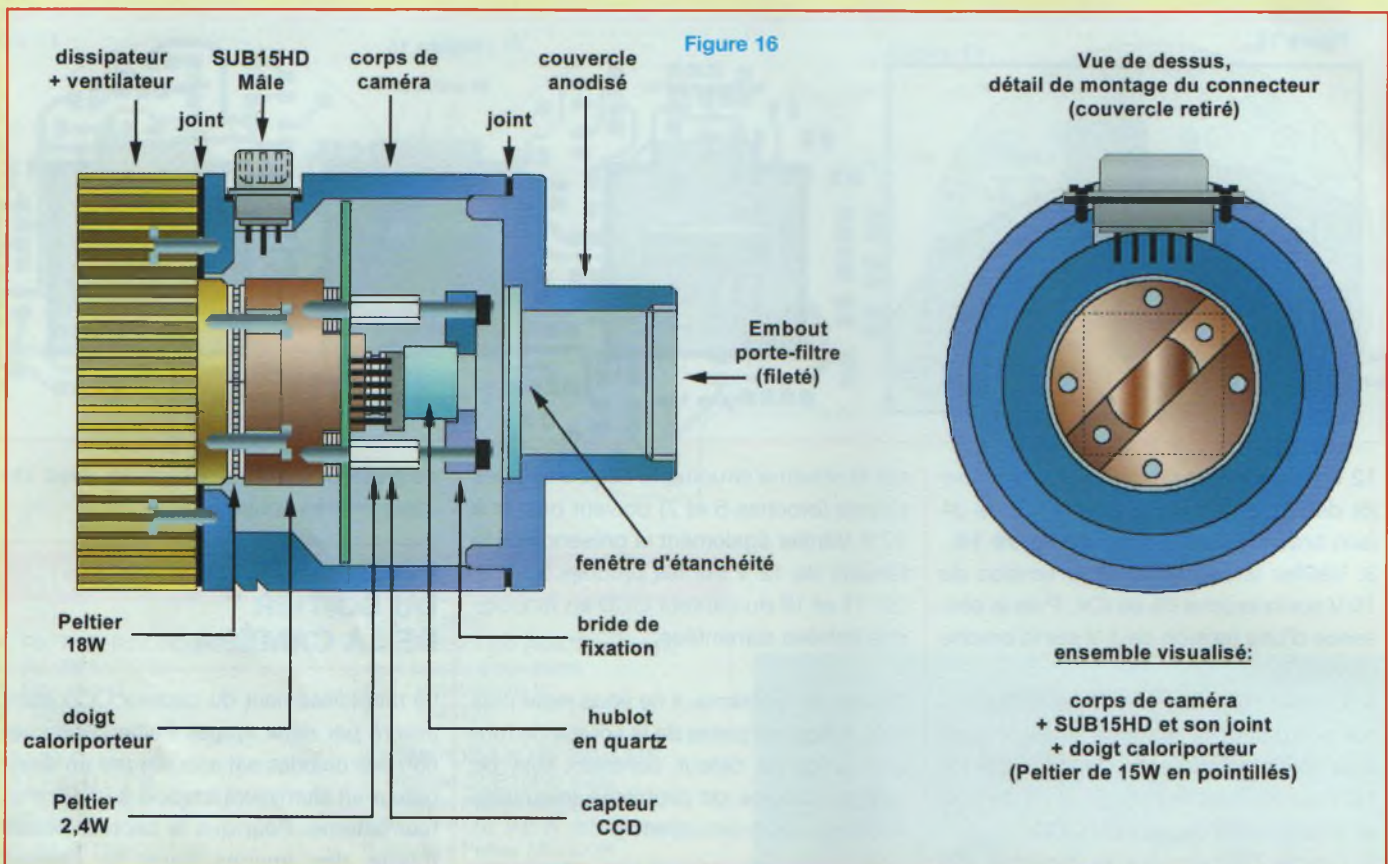 Figure 16
dissipateur
+ ventilateur
SUB15HD
Mâle
corps de
caméra
couvercle
anodisé
joint
joint
Embout
porte-filtre
(fileté)
fenêtre d'étanchéité
Peltier
18W
bride de
fixation
doigt
caloriporteur
hublot
en quartz
Peltier
2,4W
capteur
CCD
Vue de dessus,
détail de montage du connecteur
(couvercle retiré)
ensemble visualisé:
corps de caméra
+ SUB15HD et son joint
+ doigt caloriporteur
(Peltier de 15W en pointillés)